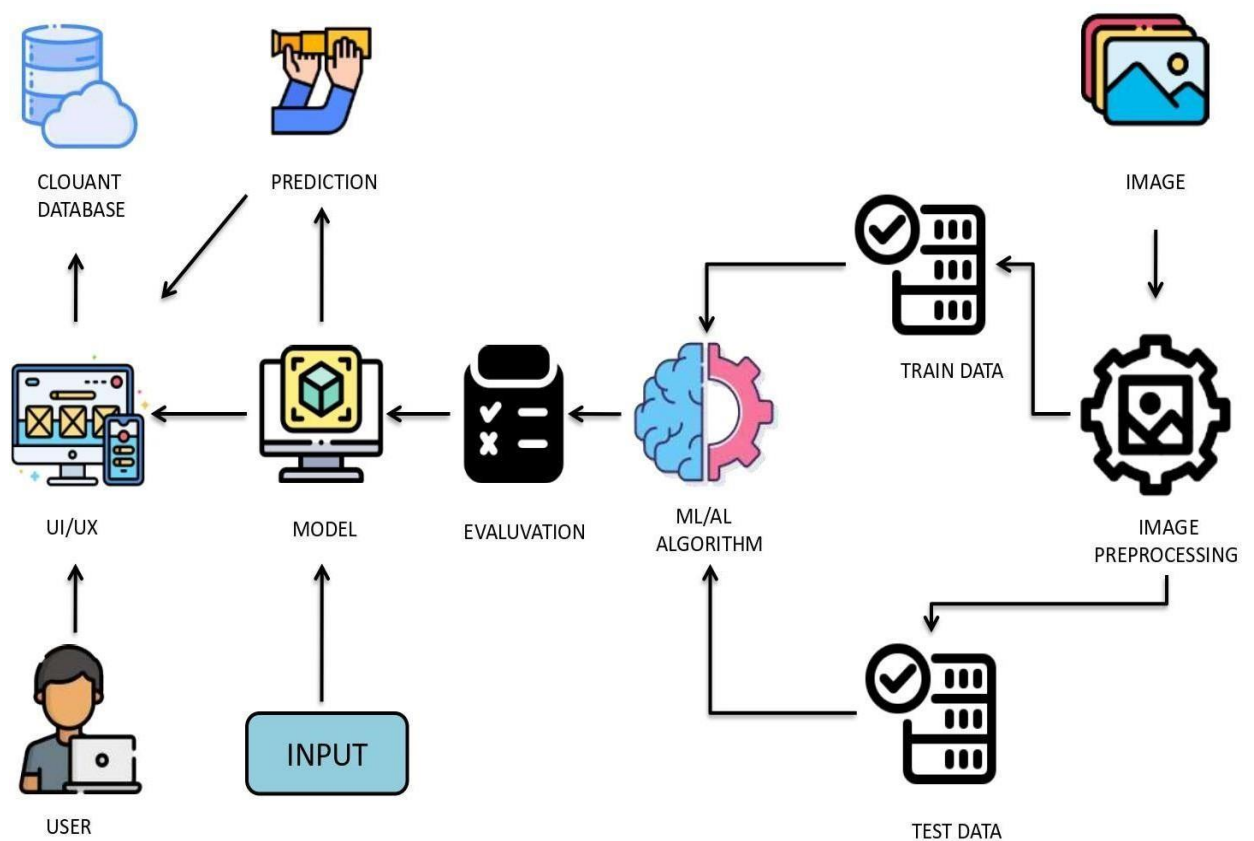 CLOUANT
DATABASE
PREDICTION
IMAGE
TRAIN DATA
UI/UX
MODEL
EVALUVATION
ML/AL
ALGORITHM
IMAGE
PREPROCESSING
INPUT
USER
TEST DATA